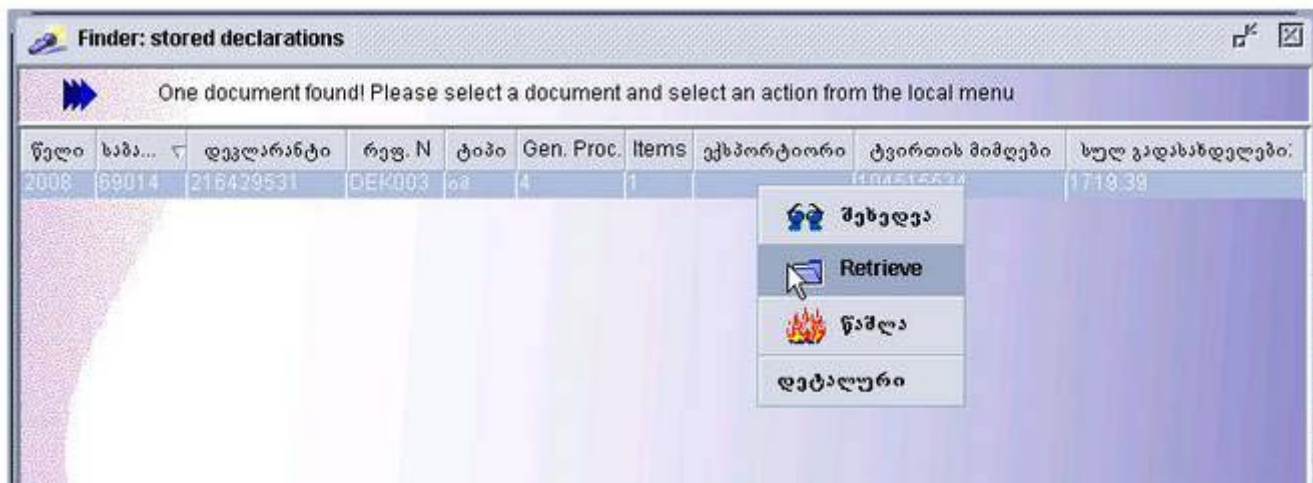 Finder: stored declarations
One document found! Please select a document and select an action from the local menu
წელი საბა... დეკლარანტი რეფ. N ტიპი Gen. Proc. Items ექსპორტიორი ტვირთის მიმღები სულ გადასახდელები:
2008 69014 216429531 DEK003 იმ 4 1 1719.39
შეხედვა
Retrieve
წაშლა
დეტალური